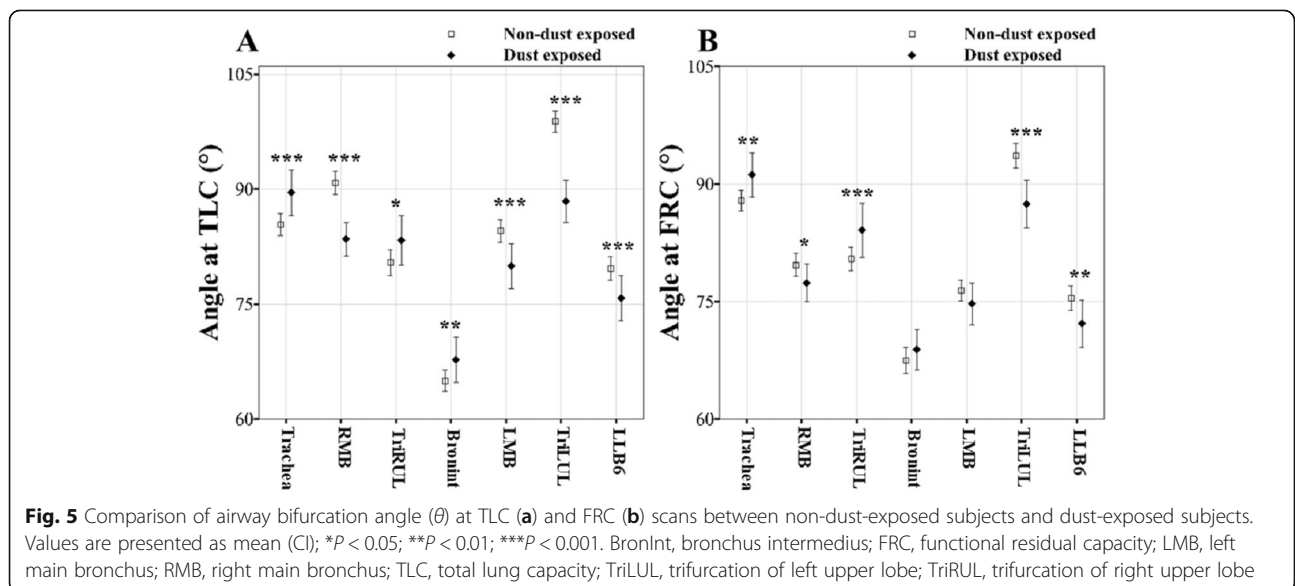 A
□ Non-dust exposed
◆ Dust exposed
Angle at TLC (°)
105
90
75
60
*** *** * ** *** *** ***
Trachea
RMB
TriRUL
Bronint
LMB
TriLUL
LLB6
B
□ Non-dust exposed
◆ Dust exposed
Angle at FRC (°)
105
90
75
60
** * *** *** **
Trachea
RMB
TriRUL
Bronint
LMB
TriLUL
LLB6
Fig. 5 Comparison of airway bifurcation angle (θ) at TLC (a) and FRC (b) scans between non-dust-exposed subjects and dust-exposed subjects.
Values are presented as mean (CI); *P < 0.05; **P < 0.01; ***P < 0.001. BronInt, bronchus intermedius; FRC, functional residual capacity; LMB, left
main bronchus; RMB, right main bronchus; TLC, total lung capacity; TriLUL, trifurcation of left upper lobe; TriRUL, trifurcation of right upper lobe